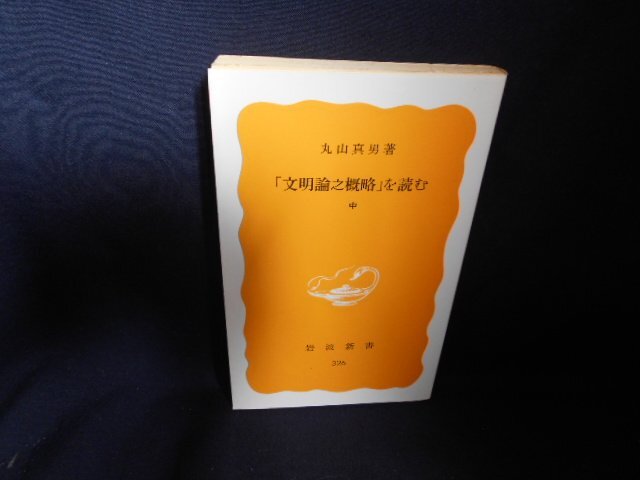 丸山真男著
「文明論之概略」を読む
中
岩波新書
326